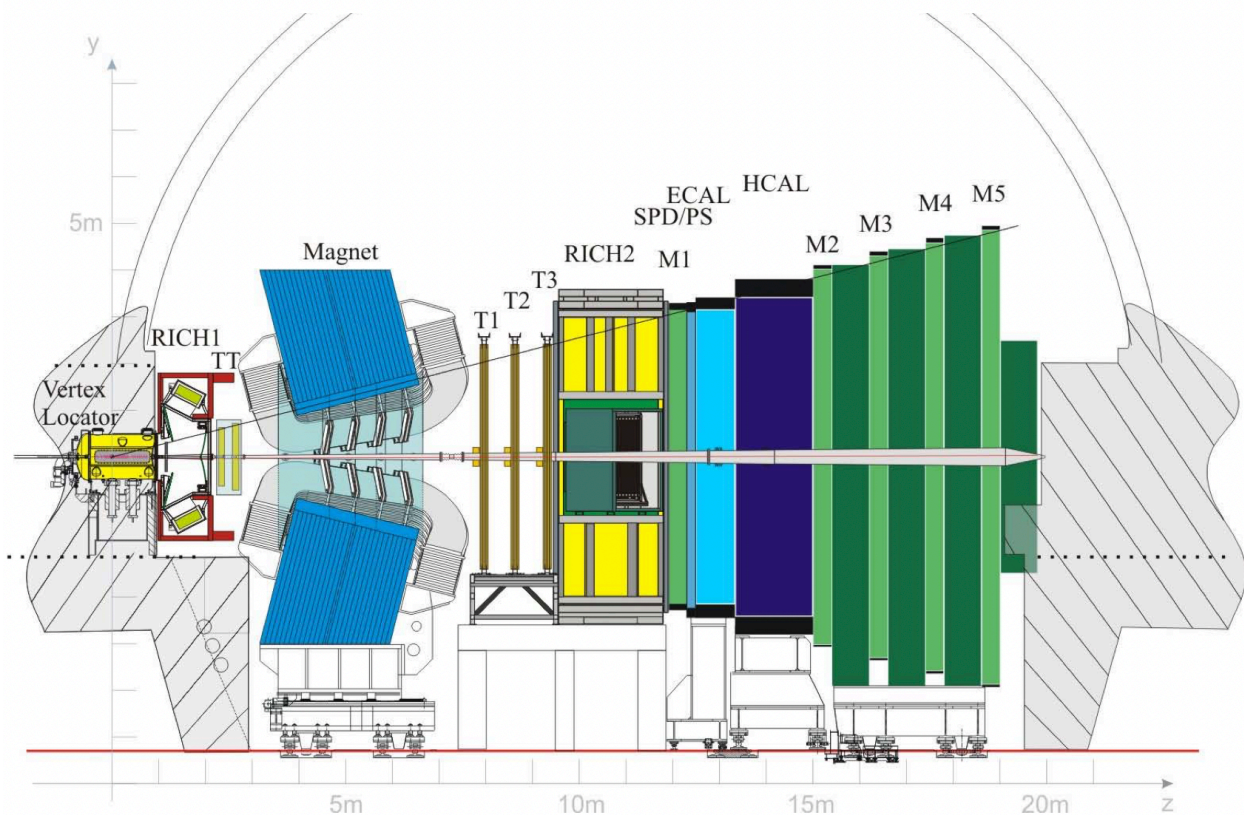 y
5m
Magnet
RICH1
TT
Vertex
Locator
T1
T2
T3
RICH2
M1
SPD/PS
ECAL
HCAL
M2
M3
M4
M5
5m
10m
15m
20m
z